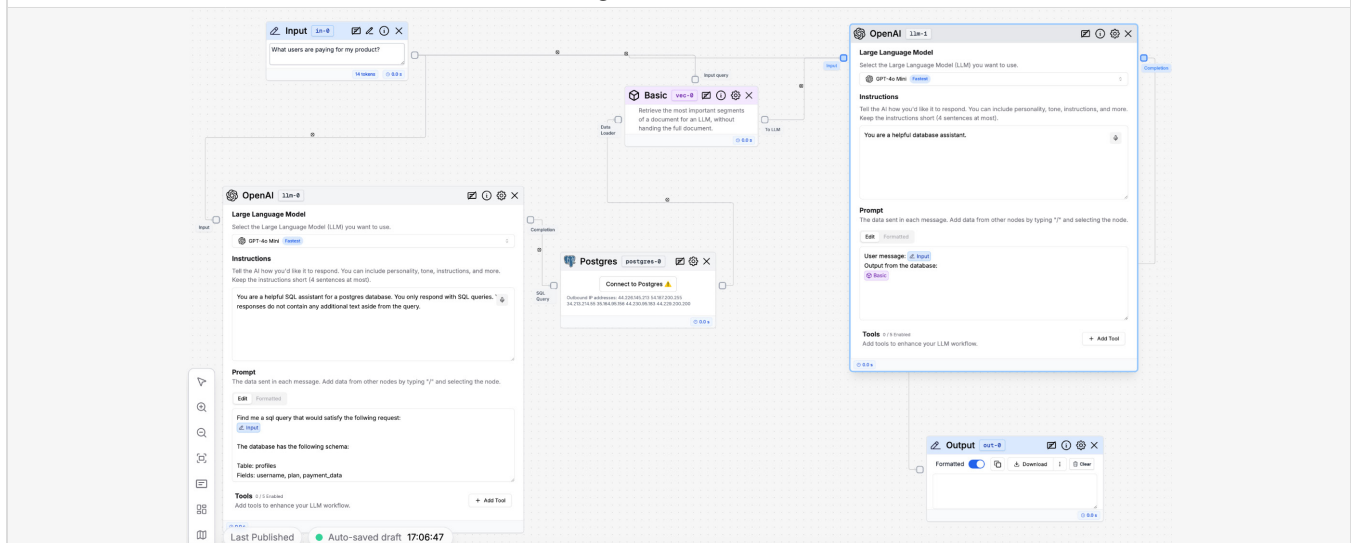 Input in-0
What users are paying for my product?
14 tokens 0.0 s
Input query
Basic vec-0
Retrieve the most important segments
of a document for an LLM, without
handing the full document.
Data
Loader
To LLM
0.0 s
OpenAI llm-0
Input
Completion
Large Language Model
Select the Large Language Model (LLM) you want to use.
GPT-4o Mini Fastest
Instructions
Tell the AI how you'd like it to respond. You can include personality, tone, instructions, and more.
Keep the instructions short (4 sentences at most).
You are a helpful SQL assistant for a postgres database. You only respond with SQL queries.
responses do not contain any additional text aside from the query.
Prompt
The data sent in each message. Add data from other nodes by typing "/" and selecting the node.
Edit Formatted
Find me a sql query that would satisfy the follwing request:
Input
The database has the following schema:
Table: profiles
Fields: username, plan, payment_data
Tools 0 / 5 Enabled
Add tools to enhance your LLM workflow.
+ Add Tool
0.0 s
Postgres postgres-0
SQL
Query
Connect to Postgres
Outbound IP addresses:
0.0 s
OpenAI llm-1
Input
Completion
Large Language Model
Select the Large Language Model (LLM) you want to use.
GPT-4o Mini Fastest
Instructions
Tell the AI how you'd like it to respond. You can include personality, tone, instructions, and more.
Keep the instructions short (4 sentences at most).
You are a helpful database assistant.
Prompt
The data sent in each message. Add data from other nodes by typing "/" and selecting the node.
Edit Formatted
User message: Input
Output from the database:
Basic
Tools 0 / 5 Enabled
Add tools to enhance your LLM workflow.
+ Add Tool
0.0 s
Output out-0
Formatted Download Clear
0.0 s
Last Published Auto-saved draft 17:06:47